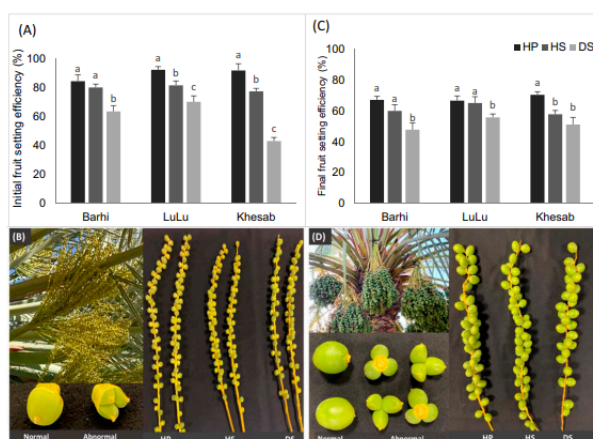 (A)
Initial fruit setting efficiency (%)
100
80
60
40
20
0
a
a
b
a
b
c
a
b
c
Barhi
LuLu
Khesab
(C)
HP
HS
DS
Final fruit setting efficiency (%)
100
80
60
40
20
0
a
a
b
a
a
b
a
b
b
Barhi
LuLu
Khesab
(B)
Normal
Abnormal
HP
HS
DS
(D)
Normal
Abnormal
HP
HS
DS